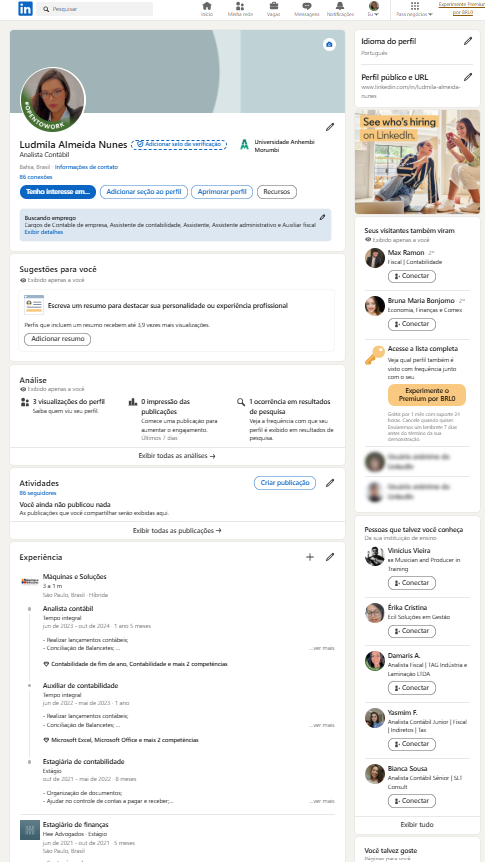 in
Pesquisar
Início
Minha rede
Vagas
Mensagens
Notificações
Eu
Para negócios
Experimente Premium
por BRL0
#OPENTOWORK
Ludmila Almeida Nunes
Adicionar selo de verificação
Analista Contábil
Bahia, Brasil · Informações de contato
86 conexões
Universidade Anhembi
Morumbi
Tenho interesse em...
Adicionar seção ao perfil
Aprimorar perfil
Recursos
Buscando emprego
Cargos de Contable de empresa, Assistente de contabilidade, Assistente, Assistente administrativo e Auxiliar fiscal
Exibir detalhes
Sugestões para você
Exibido apenas a você
Escreva um resumo para destacar sua personalidade ou experiência profissional
Perfis que incluem um resumo recebem até 3,9 vezes mais visualizações.
Adicionar resumo
Análise
Exibido apenas a você
3 visualizações do perfil
Saiba quem viu seu perfil.
0 impressão das
publicações
Comece uma publicação para
aumentar o engajamento.
Últimos 7 dias
1 ocorrência em resultados
de pesquisa
Veja a frequência com que seu
perfil é exibido em resultados de
pesquisa.
Exibir todas as análises →
Atividades
86 seguidores
Criar publicação
Você ainda não publicou nada
As publicações que você compartilhar serão exibidas aqui.
Exibir todas as publicações →
Experiência
Máquinas e Soluções
3 a 1 m
São Paulo, Brasil · Híbrida
Analista contábil
Tempo integral
jun de 2023 - out de 2024 · 1 ano 5 meses
- Realizar lançamentos contábeis;
- Conciliação de Balancetes; ...
...ver mais
Contabilidade de fim de ano, Contabilidade e mais 2 competências
Auxiliar de contabilidade
Tempo integral
jun de 2022 - mai de 2023 · 1 ano
- Realizar lançamentos contábeis;
- Conciliação de Balancetes; ...
...ver mais
Microsoft Excel, Microsoft Office e mais 2 competências
Estagiária de contabilidade
Estágio
out de 2021 - mai de 2022 · 8 meses
- Organização de documentos;
- Ajudar no controle de contas a pagar e receber;...
...ver mais
Estagiário de finanças
Hee Advogados · Estágio
jun de 2021 - out de 2021 · 5 meses
São Paulo, Brasil
Idioma do perfil
Português
Perfil público e URL
www.linkedin.com/in/ludmila-almeida-
nunes
See who's hiring
on LinkedIn.
Seus visitantes também viram
Exibido apenas a você
Max Ramon · 2º
Fiscal | Contabilidade
Conectar
Bruna Maria Bonjomo · 2º
Economia, Finanças e Comex
Conectar
Acesse a lista completa
Veja qual perfil também é
visto com frequência junto
com o seu
Experimente o
Premium por BRL0
Grátis por 1 mês com suporte 24
horas. Cancele quando quiser.
Enviaremos um lembrete 7 dias
antes do término da sua
demonstração.
Pessoas que talvez você conheça
Da sua instituição de ensino
Vinicius Vieira
Musician and Producer in
Training
Conectar
Érika Cristina
Ecil Soluções em Gestão
Conectar
Damaris A.
Analista Fiscal | TAG Indústria e
Laminação LTDA
Conectar
Yasmim F.
Analista Contábil Junior | Fiscal
| Indiretos | Tax
Conectar
Bianca Sousa
Analista Contábil Sênior | SLT
Consult
Conectar
Exibir tudo
Você talvez goste